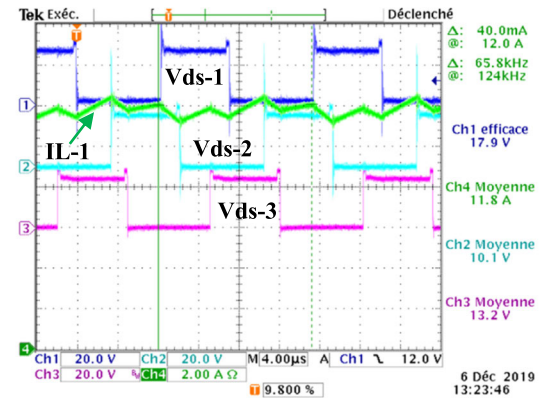 Tek Exéc. Déclenché
T
T
Δ: 40.0mA
@: 12.0 A
Δ: 65.8kHz
@: 124kHz
Vds-1
1
Ch1 efficace
17.9 V
IL-1
Vds-2
2
Ch4 Moyenne
11.8 A
Vds-3
3
Ch2 Moyenne
10.1 V
Ch3 Moyenne
13.2 V
4
Ch1 20.0 V Ch2 20.0 V M 4.00µs A Ch1 12.0 V
Ch3 20.0 V Ch4 2.00 A Ω
T 9.800 %
6 Déc 2019
13:23:46